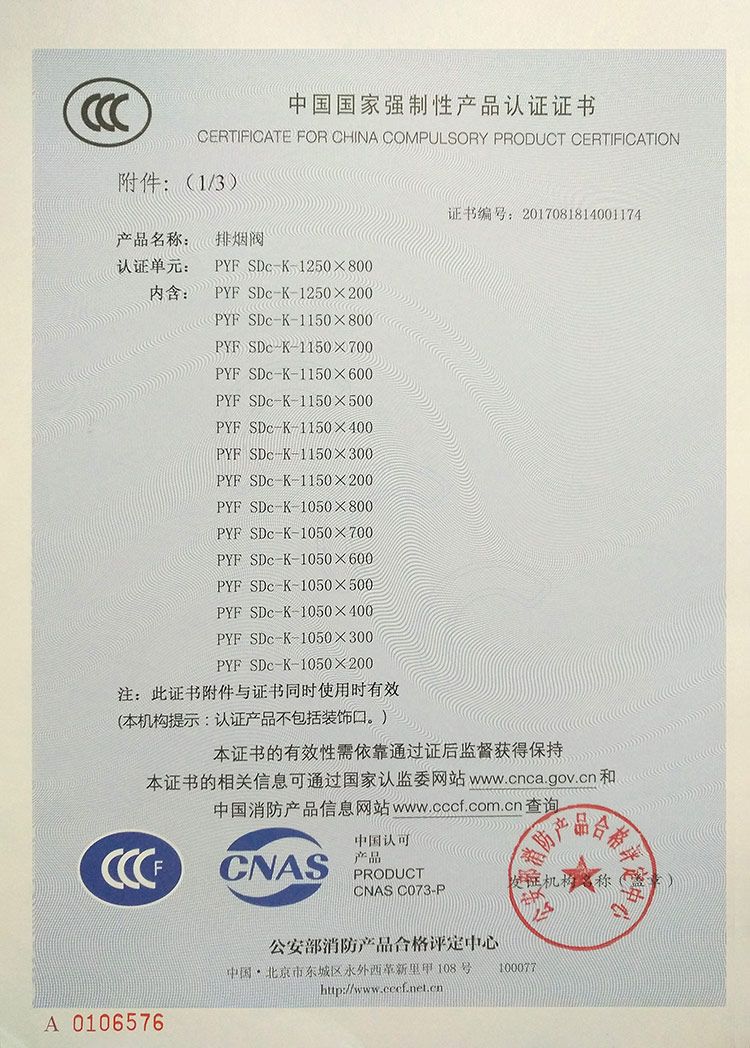 中国国家强制性产品认证证书
CERTIFICATE FOR CHINA COMPULSORY PRODUCT CERTIFICATION
附件:（1/3）
证书编号: 2017081814001174
产品名称: 排烟阀
认证单元: PYF SDc-K-1250×800
内含: PYF SDc-K-1250×200
PYF SDc-K-1150×800
PYF SDc-K-1150×700
PYF SDc-K-1150×600
PYF SDc-K-1150×500
PYF SDc-K-1150×400
PYF SDc-K-1150×300
PYF SDc-K-1150×200
PYF SDc-K-1050×800
PYF SDc-K-1050×700
PYF SDc-K-1050×600
PYF SDc-K-1050×500
PYF SDc-K-1050×400
PYF SDc-K-1050×300
PYF SDc-K-1050×200
注: 此证书附件与证书同时使用时有效
(本机构提示: 认证产品不包括装饰口。)
本证书的有效性需依靠通过证后监督获得保持
本证书的相关信息可通过国家认监委网站 www.cnca.gov.cn 和
中国消防产品信息网站 www.cccf.com.cn 查询
CCCF
CNAS
中国认可
产品
PRODUCT
CNAS C073-P
公安部消防产品合格评定中心
发证机构名称（盖章）
公安部消防产品合格评定中心
中国·北京市东城区永外西革新里甲108号 100077
http://www.cccf.net.cn
A 0106576